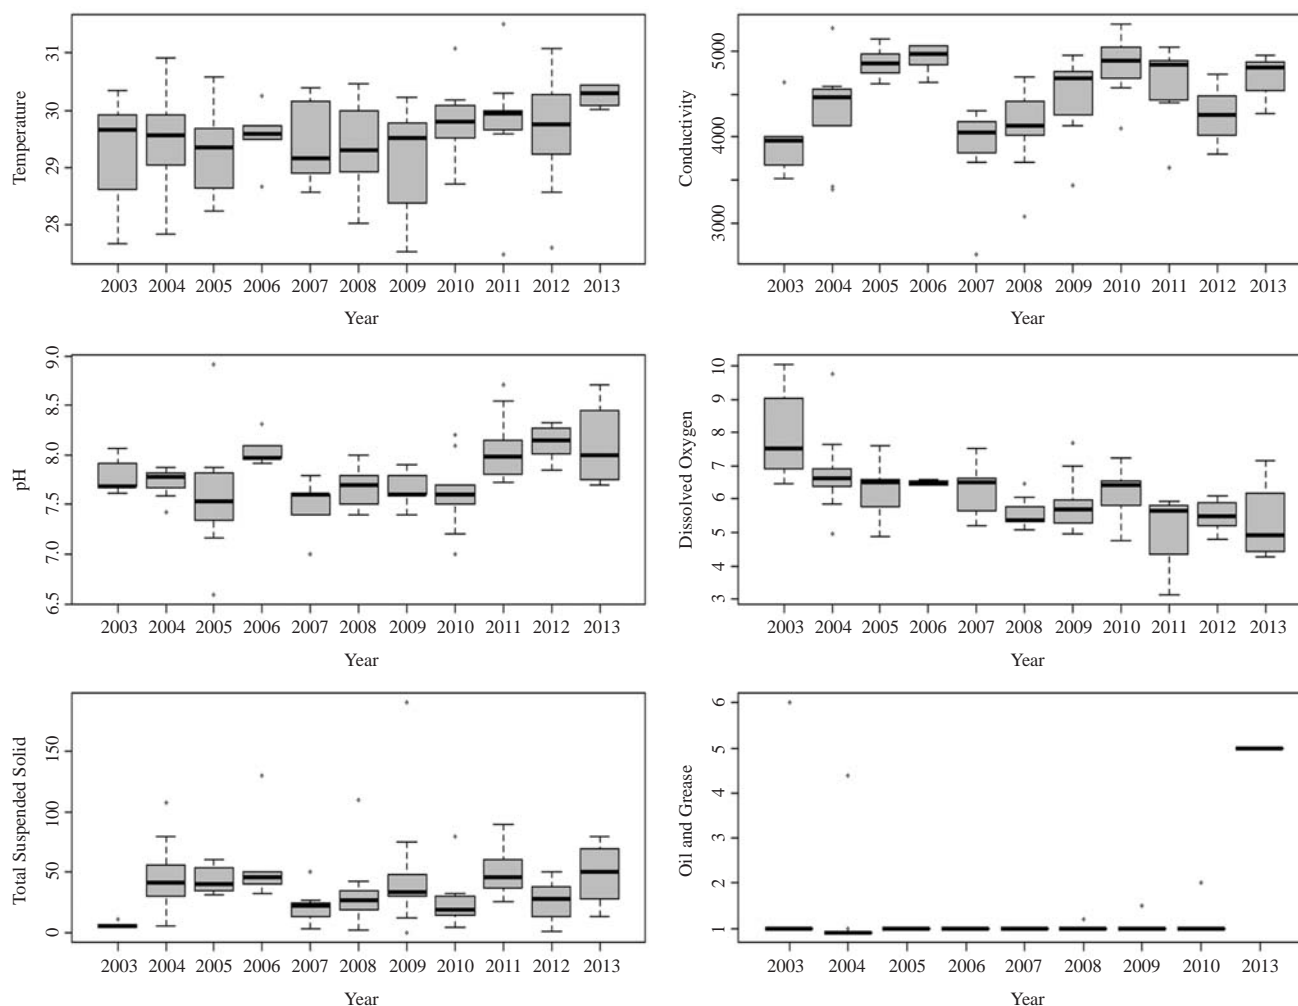 Temperature
31
30
29
28
2003 2004 2005 2006 2007 2008 2009 2010 2011 2012 2013
Year
Conductivity
5000
4000
3000
2003 2004 2005 2006 2007 2008 2009 2010 2011 2012 2013
Year
pH
9.0
8.5
8.0
7.5
7.0
6.5
2003 2004 2005 2006 2007 2008 2009 2010 2011 2012 2013
Year
Dissolved Oxygen
10
9
8
7
6
5
4
3
2003 2004 2005 2006 2007 2008 2009 2010 2011 2012 2013
Year
Total Suspended Solid
150
100
50
0
2003 2004 2005 2006 2007 2008 2009 2010 2011 2012 2013
Year
Oil and Grease
6
5
4
3
2
1
2003 2004 2005 2006 2007 2008 2009 2010 2013
Year